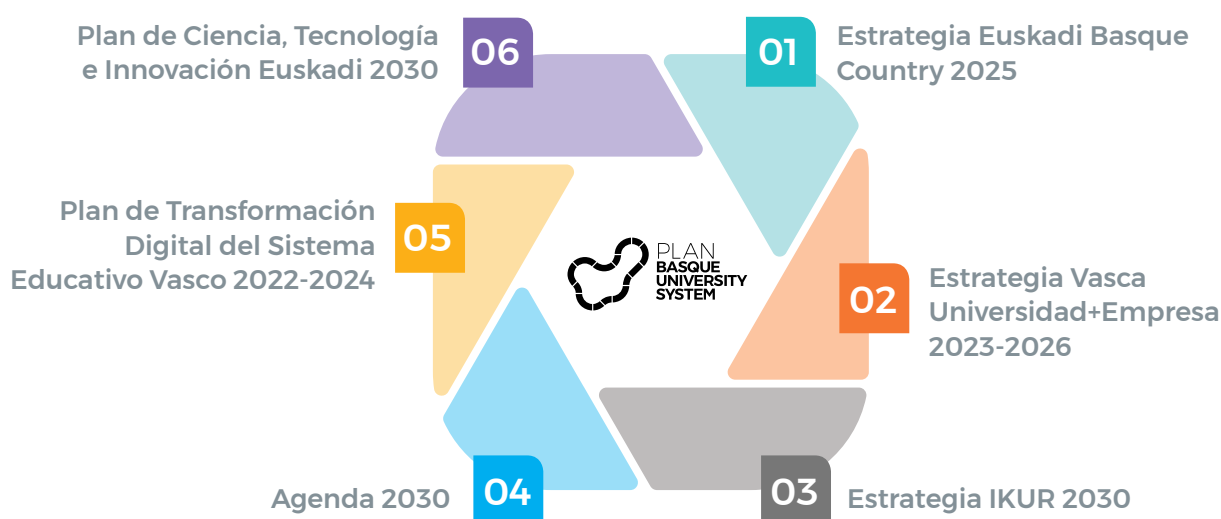 01
Estrategia Euskadi Basque
Country 2025
02
Estrategia Vasca
Universidad+Empresa
2023-2026
03
Estrategia IKUR 2030
04
Agenda 2030
05
Plan de Transformación
Digital del Sistema
Educativo Vasco 2022-2024
06
Plan de Ciencia, Tecnología
e Innovación Euskadi 2030
PLAN
BASQUE
UNIVERSITY
SYSTEM